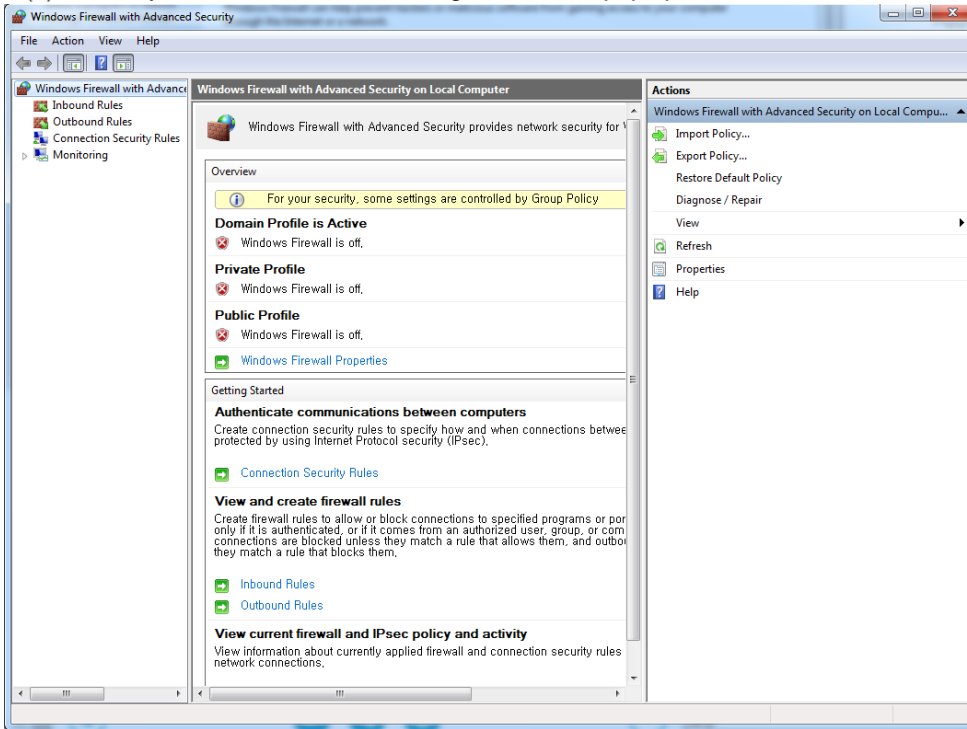 Windows Firewall with Advanced Security
File Action View Help
Windows Firewall with Advance
Inbound Rules
Outbound Rules
Connection Security Rules
Monitoring
Windows Firewall with Advanced Security on Local Computer
Windows Firewall with Advanced Security provides network security for
Overview
For your security, some settings are controlled by Group Policy
Domain Profile is Active
Windows Firewall is off.
Private Profile
Windows Firewall is off.
Public Profile
Windows Firewall is off.
Windows Firewall Properties
Getting Started
Authenticate communications between computers
Create connection security rules to specify how and when connections betwee
protected by using Internet Protocol security (IPsec).
Connection Security Rules
View and create firewall rules
Create firewall rules to allow or block connections to specified programs or por
only if it is authenticated, or if it comes from an authorized user, group, or com
connections are blocked unless they match a rule that allows them, and outbo
they match a rule that blocks them.
Inbound Rules
Outbound Rules
View current firewall and IPsec policy and activity
View information about currently applied firewall and connection security rules
network connections.
Actions
Windows Firewall with Advanced Security on Local Compu...
Import Policy...
Export Policy...
Restore Default Policy
Diagnose / Repair
View
Refresh
Properties
Help